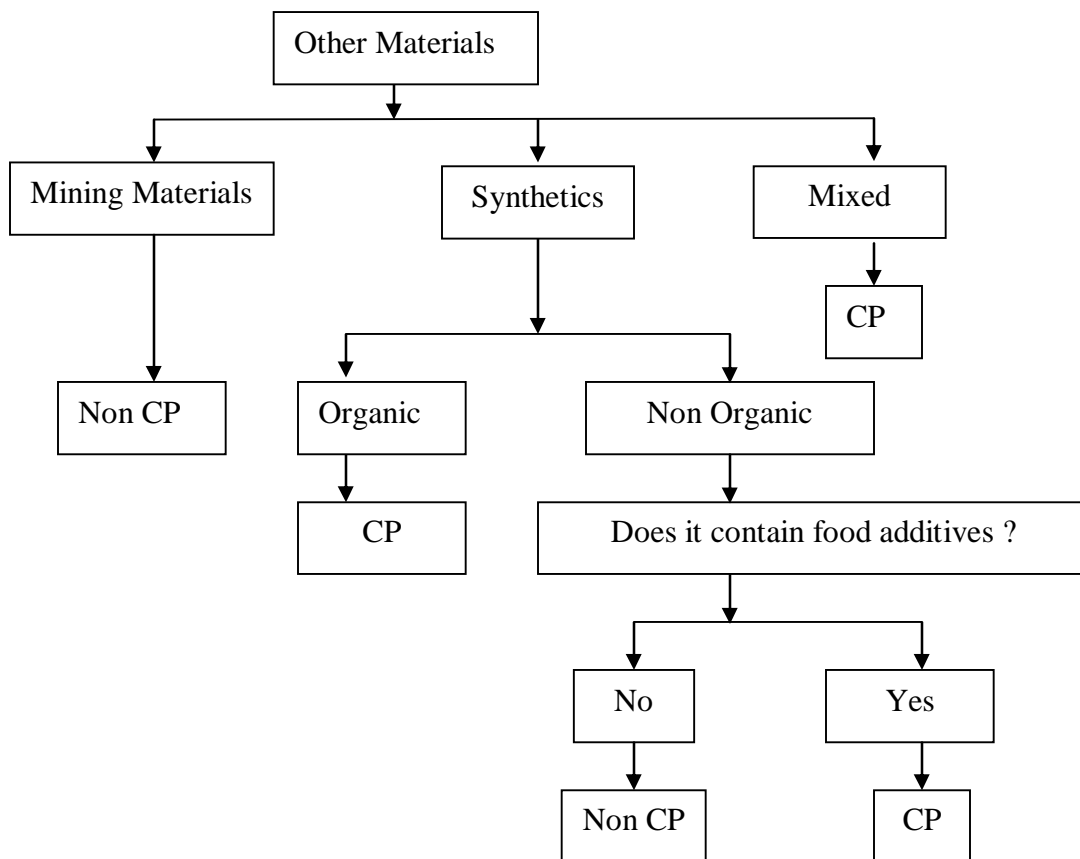 Other Materials
Mining Materials
Synthetics
Mixed
CP
Non CP
Organic
Non Organic
CP
Does it contain food additives ?
No
Yes
Non CP
CP